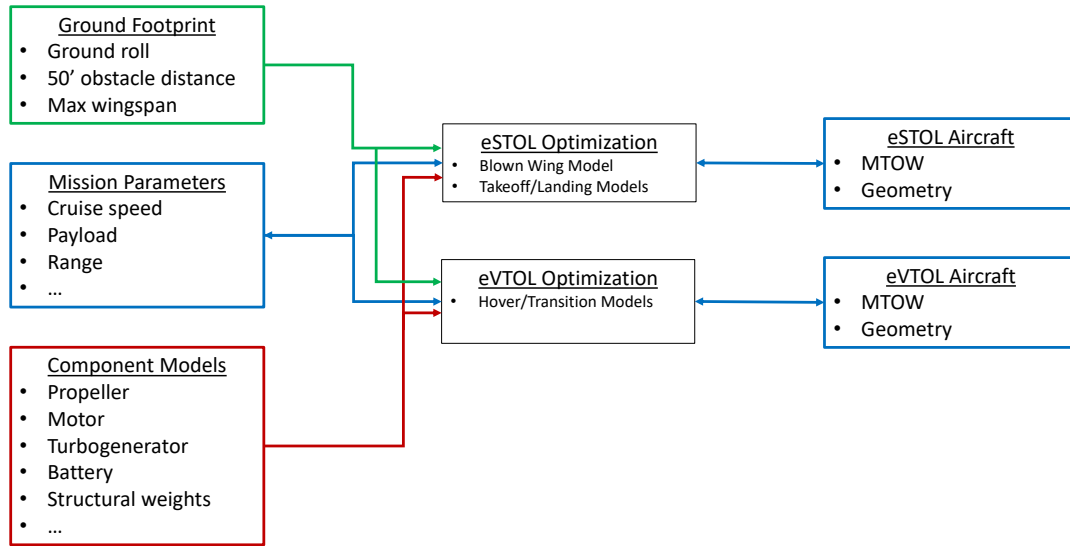 Ground Footprint
• Ground roll
• 50’ obstacle distance
• Max wingspan
Mission Parameters
• Cruise speed
• Payload
• Range
• …
Component Models
• Propeller
• Motor
• Turbogenerator
• Battery
• Structural weights
• …
eSTOL Optimization
• Blown Wing Model
• Takeoff/Landing Models
eVTOL Optimization
• Hover/Transition Models
eSTOL Aircraft
• MTOW
• Geometry
eVTOL Aircraft
• MTOW
• Geometry